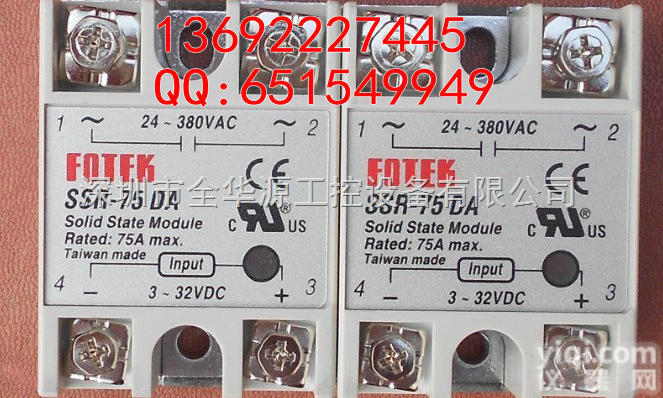 13692227445
QQ:651549949
1 ~ 24~380VAC ~ 2
FOTEK CE
SSR-75 DA
Solid State Module
Rated: 75A max.
Taiwan made
c RU ® US
Input
4 - 3~32VDC + 3
1 ~ 24~380VAC ~ 2
FOTEK CE
SSR-75 DA
Solid State Module
Rated: 75A max.
Taiwan made
c RU ® US
Input
4 - 3~32VDC + 3
深圳市全华源工控设备有限公司
yiqi.com
仪器网